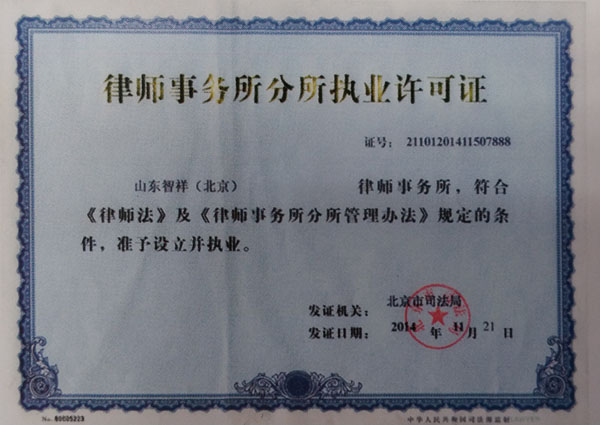 律师事务所分所执业许可证
证号: 21101201411507888
山东智祥（北京） 律师事务所，符合
《律师法》及《律师事务所分所管理办法》规定的条
件，准予设立并执业。
发证机关: 北京市司法局
发证日期: 2014 年 11 月 21 日
No. 80605223 中华人民共和国司法部监制